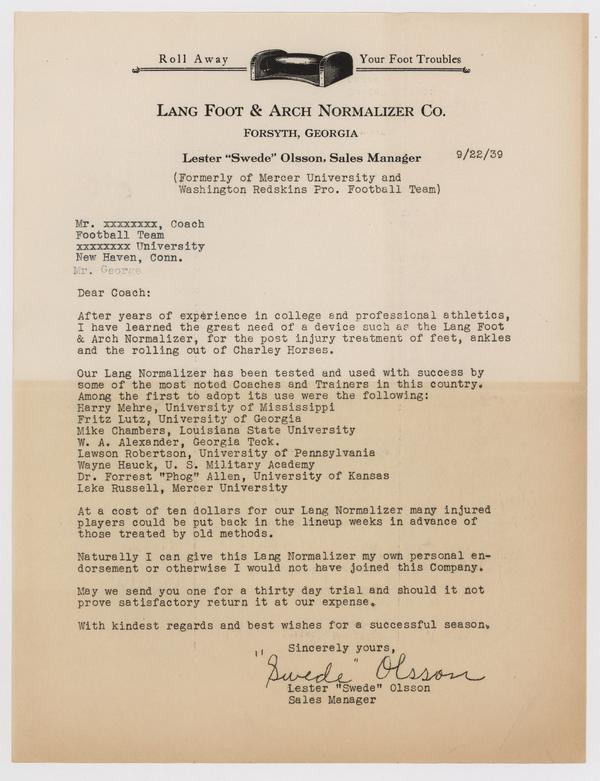 Roll Away Your Foot Troubles
LANG FOOT & ARCH NORMALIZER CO.
FORSYTH, GEORGIA
Lester "Swede" Olsson, Sales Manager 9/22/39
(Formerly of Mercer University and
Washington Redskins Pro. Football Team)
Mr. xxxxxxxx, Coach
Football Team
xxxxxxxx University
New Haven, Conn.
Mr. George
Dear Coach:
After years of experience in college and professional athletics,
I have learned the great need of a device such as the Lang Foot
& Arch Normalizer, for the post injury treatment of feet, ankles
and the rolling out of Charley Horses.
Our Lang Normalizer has been tested and used with success by
some of the most noted Coaches and Trainers in this country.
Among the first to adopt its use were the following:
Harry Mehre, University of Mississippi
Fritz Lutz, University of Georgia
Mike Chambers, Louisiana State University
W. A. Alexander, Georgia Teck.
Lawson Robertson, University of Pennsylvania
Wayne Hauck, U. S. Military Academy
Dr. Forrest "Phog" Allen, University of Kansas
Lake Russell, Mercer University
At a cost of ten dollars for our Lang Normalizer many injured
players could be put back in the lineup weeks in advance of
those treated by old methods.
Naturally I can give this Lang Normalizer my own personal en-
dorsement or otherwise I would not have joined this Company.
May we send you one for a thirty day trial and should it not
prove satisfactory return it at our expense.
With kindest regards and best wishes for a successful season.
Sincerely yours,
"Swede" Olsson
Lester "Swede" Olsson
Sales Manager